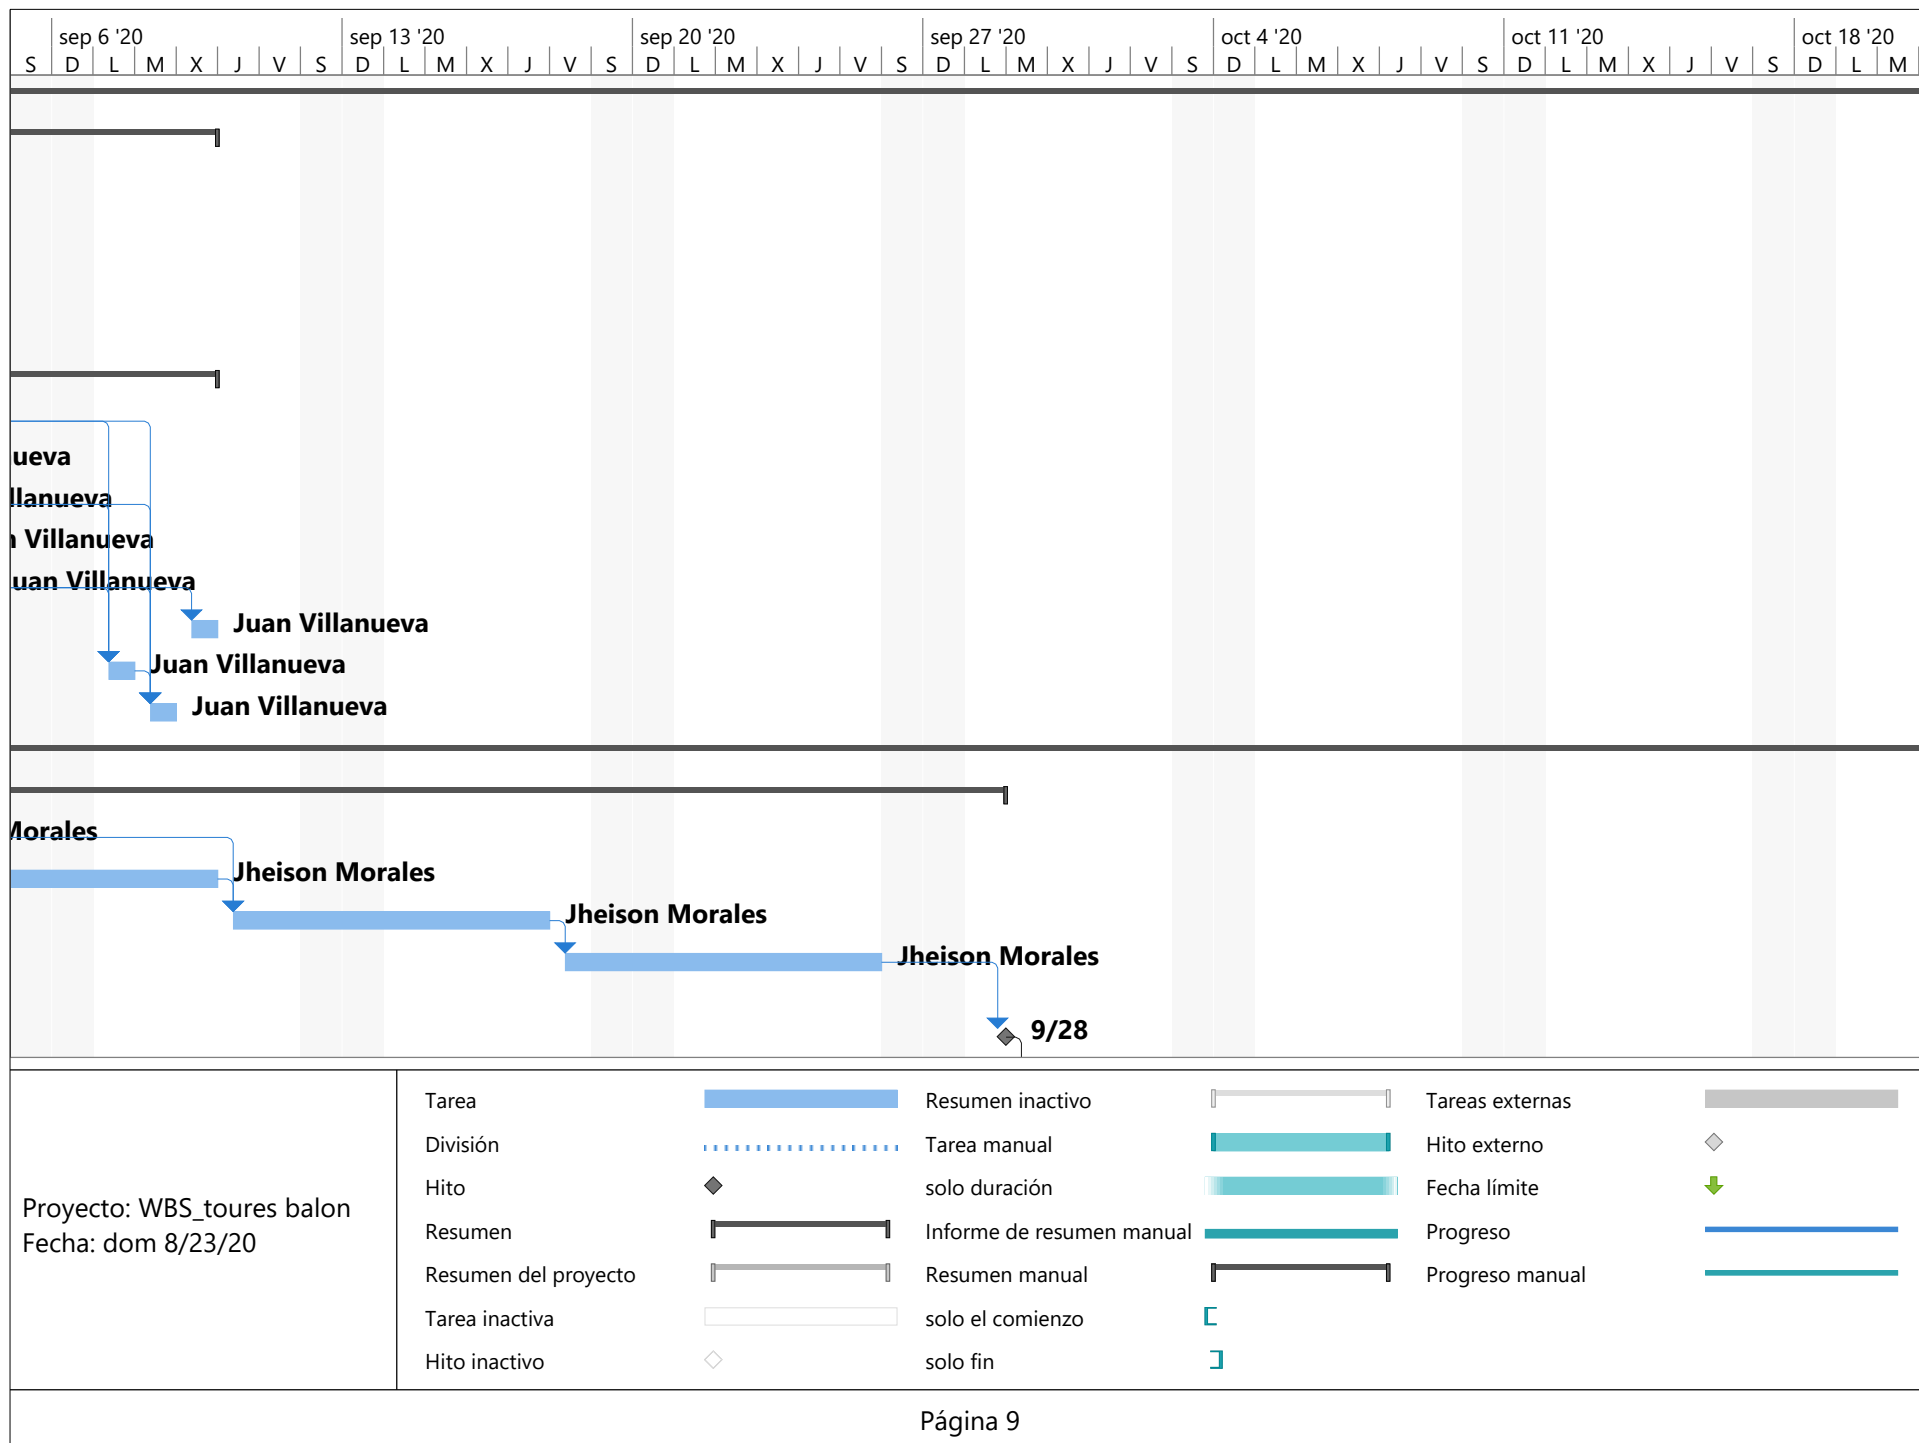 sep 6 '20 sep 13 '20 sep 20 '20 sep 27 '20 oct 4 '20 oct 11 '20 oct 18 '20
S D L M X J V S D L M X J V S D L M X J V S D L M X J V S D L M X J V S D L M X J V S D L M
ueva
llanueva
Villanueva
uan Villanueva
Juan Villanueva
Juan Villanueva
Juan Villanueva
Morales
Jheison Morales
Jheison Morales
Jheison Morales
9/28
Proyecto: WBS_toures balon
Fecha: dom 8/23/20
Tarea
División
Hito
Resumen
Resumen del proyecto
Tarea inactiva
Hito inactivo
Resumen inactivo
Tarea manual
solo duración
Informe de resumen manual
Resumen manual
solo el comienzo
solo fin
Tareas externas
Hito externo
Fecha límite
Progreso
Progreso manual
Página 9